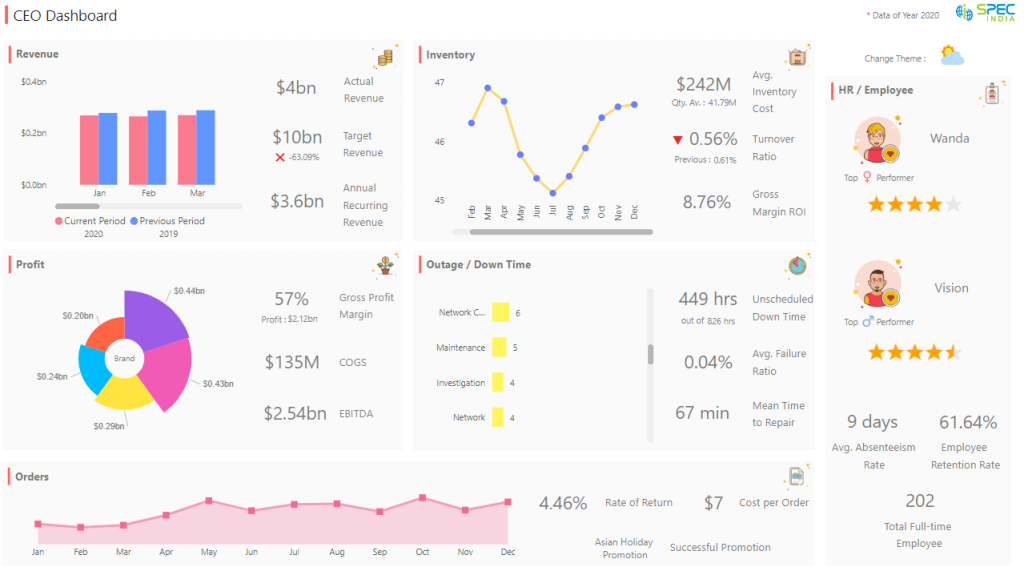 CEO Dashboard
* Data of Year 2020
SPEC
INDIA
Revenue
$0.4bn
$0.2bn
$0.0bn
Jan
Feb
Mar
Current Period
2020
Previous Period
2019
$4bn
Actual
Revenue
$10bn
-63.09%
Target
Revenue
$3.6bn
Annual
Recurring
Revenue
Inventory
47
46
45
Feb
Mar
Apr
May
Jun
Jul
Aug
Sep
Oct
Nov
Dec
$242M
Qty. Av. : 41.79M
Avg.
Inventory
Cost
0.56%
Previous : 0.61%
Turnover
Ratio
8.76%
Gross
Margin ROI
Change Theme :
HR / Employee
Wanda
Top ♀ Performer
Vision
Top ♂ Performer
9 days
Avg. Absenteeism
Rate
61.64%
Employee
Retention Rate
202
Total Full-time
Employee
Profit
$0.44bn
$0.43bn
$0.29bn
$0.24bn
$0.20bn
Brand
57%
Profit : $2.12bn
Gross Profit
Margin
$135M
COGS
$2.54bn
EBITDA
Outage / Down Time
Network C...
6
Maintenance
5
Investigation
4
Network
4
449 hrs
out of 826 hrs
Unscheduled
Down Time
0.04%
Avg. Failure
Ratio
67 min
Mean Time
to Repair
Orders
Jan
Feb
Mar
Apr
May
Jun
Jul
Aug
Sep
Oct
Nov
Dec
4.46%
Rate of Return
$7
Cost per Order
Asian Holiday
Promotion
Successful Promotion